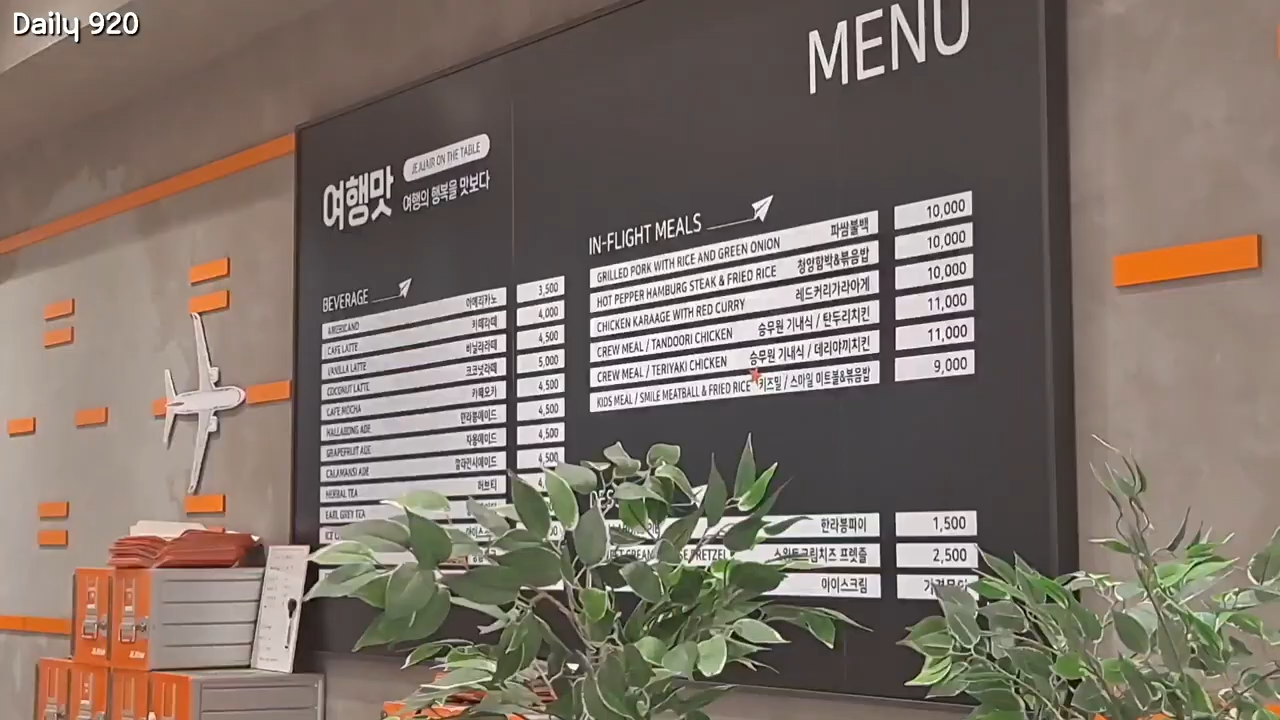 Daily 920
MENU
여행맛
JEJUAIR ON THE TABLE
여행의 행복을 맛보다
BEVERAGE
AMERICANO 아메리카노 3,500
CAFE LATTE 카페라떼 4,000
VANILLA LATTE 바닐라라떼 4,500
COCONUT LATTE 코코넛라떼 5,000
CAFE MOCHA 카페모카 4,500
HALLABONG ADE 한라봉에이드 4,500
GRAPEFRUIT ADE 자몽에이드 4,500
CALAMANSI ADE 깔라만시에이드 4,500
HERBAL TEA 허브티
EARL GREY TEA
IN-FLIGHT MEALS
GRILLED PORK WITH RICE AND GREEN ONION 파쌈불백 10,000
HOT PEPPER HAMBURG STEAK & FRIED RICE 청양함박&볶음밥 10,000
CHICKEN KARAAGE WITH RED CURRY 레드커리가라아게 10,000
CREW MEAL / TANDOORI CHICKEN 승무원 기내식 / 탄두리치킨 11,000
CREW MEAL / TERIYAKI CHICKEN 승무원 기내식 / 데리야끼치킨 11,000
KIDS MEAL / SMILE MEATBALL & FRIED RICE 키즈밀 / 스마일 미트볼&볶음밥 9,000
한라봉파이 1,500
PRETZEL 스위트크림치즈 프렛즐 2,500
아이스크림